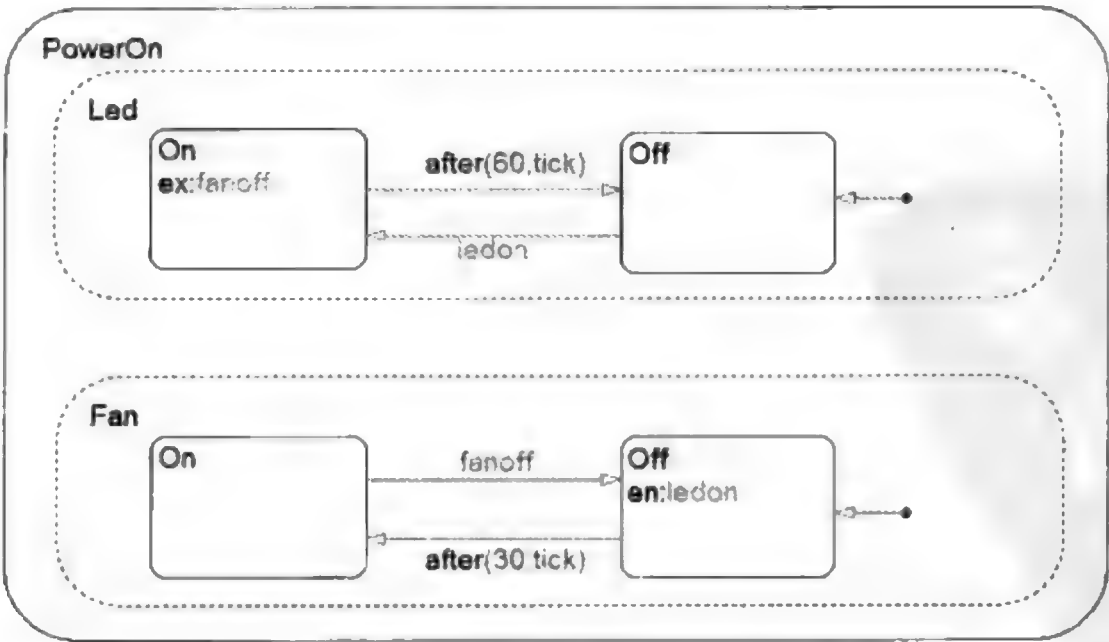 PowerOn
Led
On
ex:fanoff
after(60,tick)
Off
ledon
Fan
On
fanoff
Off
en:ledon
after(30 tick)